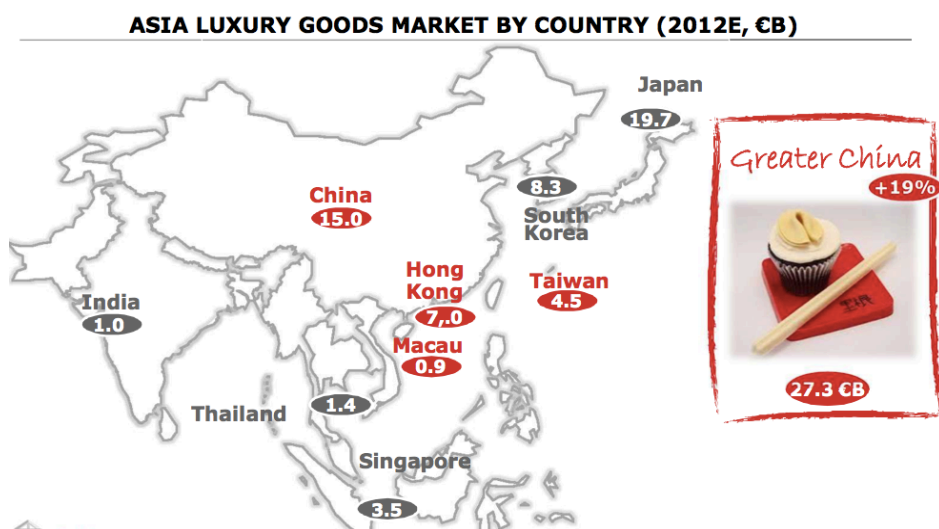 ASIA LUXURY GOODS MARKET BY COUNTRY (2012E, €B)
Japan
19.7
Greater China
+19%
8.3
South
Korea
China
15.0
Hong
Kong
7,.0
Taiwan
4.5
India
1.0
Macau
0.9
27.3 €B
Thailand
1.4
Singapore
3.5